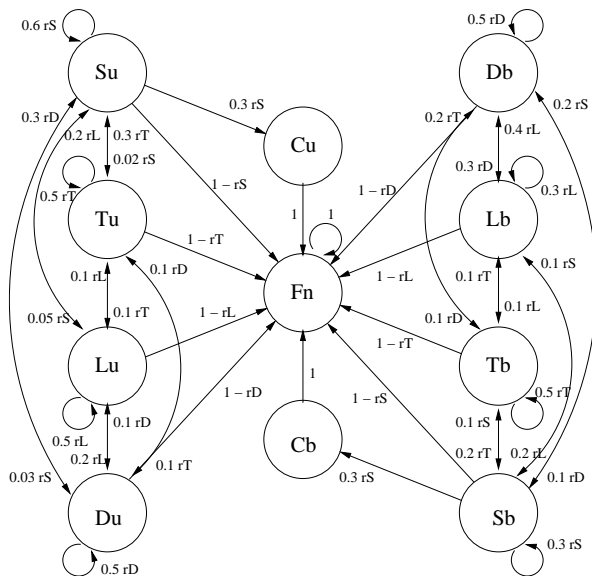 0.6 rS
0.5 rD
Su
Db
0.3 rD
0.3 rS
0.2 rT
0.2 rS
0.2 rL
0.3 rT
0.4 rL
0.02 rS
Cu
0.3 rD
1 − rS
1 − rD
0.5 rT
0.3 rL
Tu
1
1
Lb
1 − rT
0.1 rL
0.1 rD
1 − rL
0.1 rT
0.1 rS
Fn
0.05 rS
0.1 rT
1 − rL
0.1 rD
0.1 rL
1 − rT
Lu
Tb
1 − rD
1
1 − rS
0.5 rT
0.5 rL
0.1 rD
0.1 rS
Cb
0.2 rL
0.1 rT
0.2 rT
0.2 rL
0.03 rS
0.3 rS
0.1 rD
Du
Sb
0.3 rS
0.5 rD